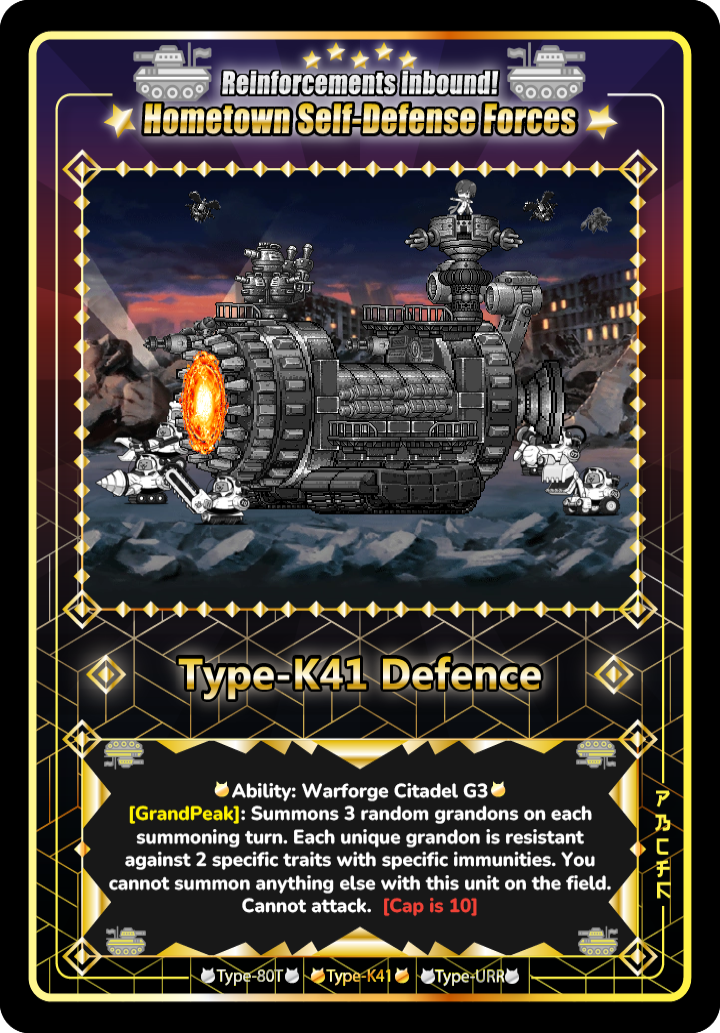 Reinforcements inbound!
Hometown Self-Defense Forces
Type-K41 Defence
Ability: Warforge Citadel G3
[GrandPeak]: Summons 3 random grandons on each
summoning turn. Each unique grandon is resistant
against 2 specific traits with specific immunities. You
cannot summon anything else with this unit on the field.
Cannot attack. [Cap is 10]
Type-80T Type-K41 Type-URR